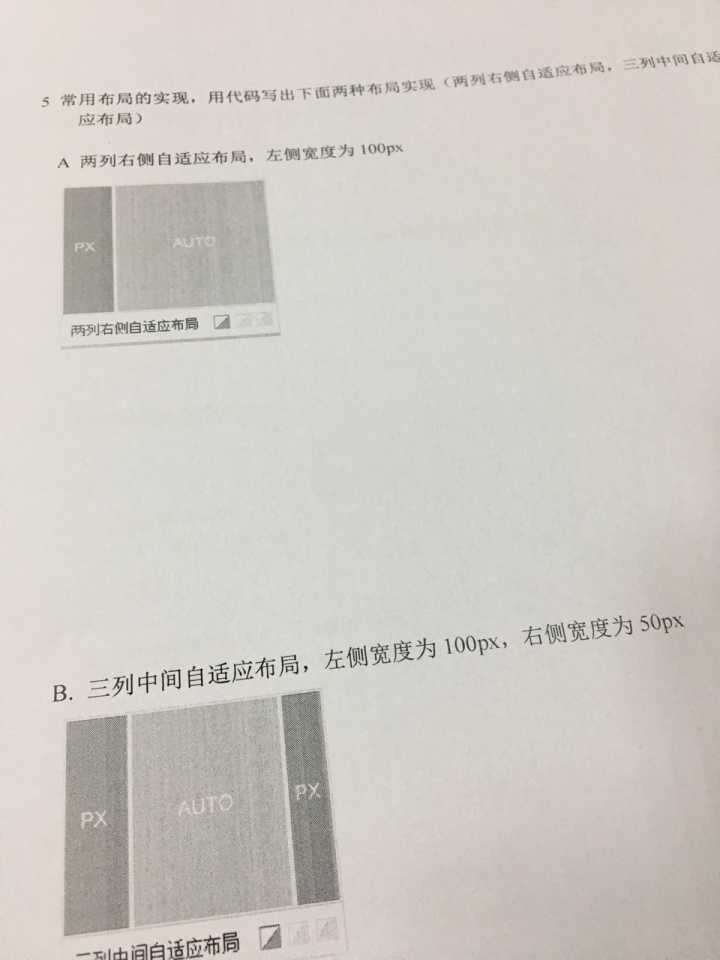 5 常用布局的实现，用代码写出下面两种布局实现（两列右侧自适应布局，三列中间自适
应布局）
A 两列右侧自适应布局，左侧宽度为 100px
PX
AUTO
两列右侧自适应布局
B. 三列中间自适应布局，左侧宽度为 100px，右侧宽度为 50px
PX
AUTO
PX
三列中间自适应布局